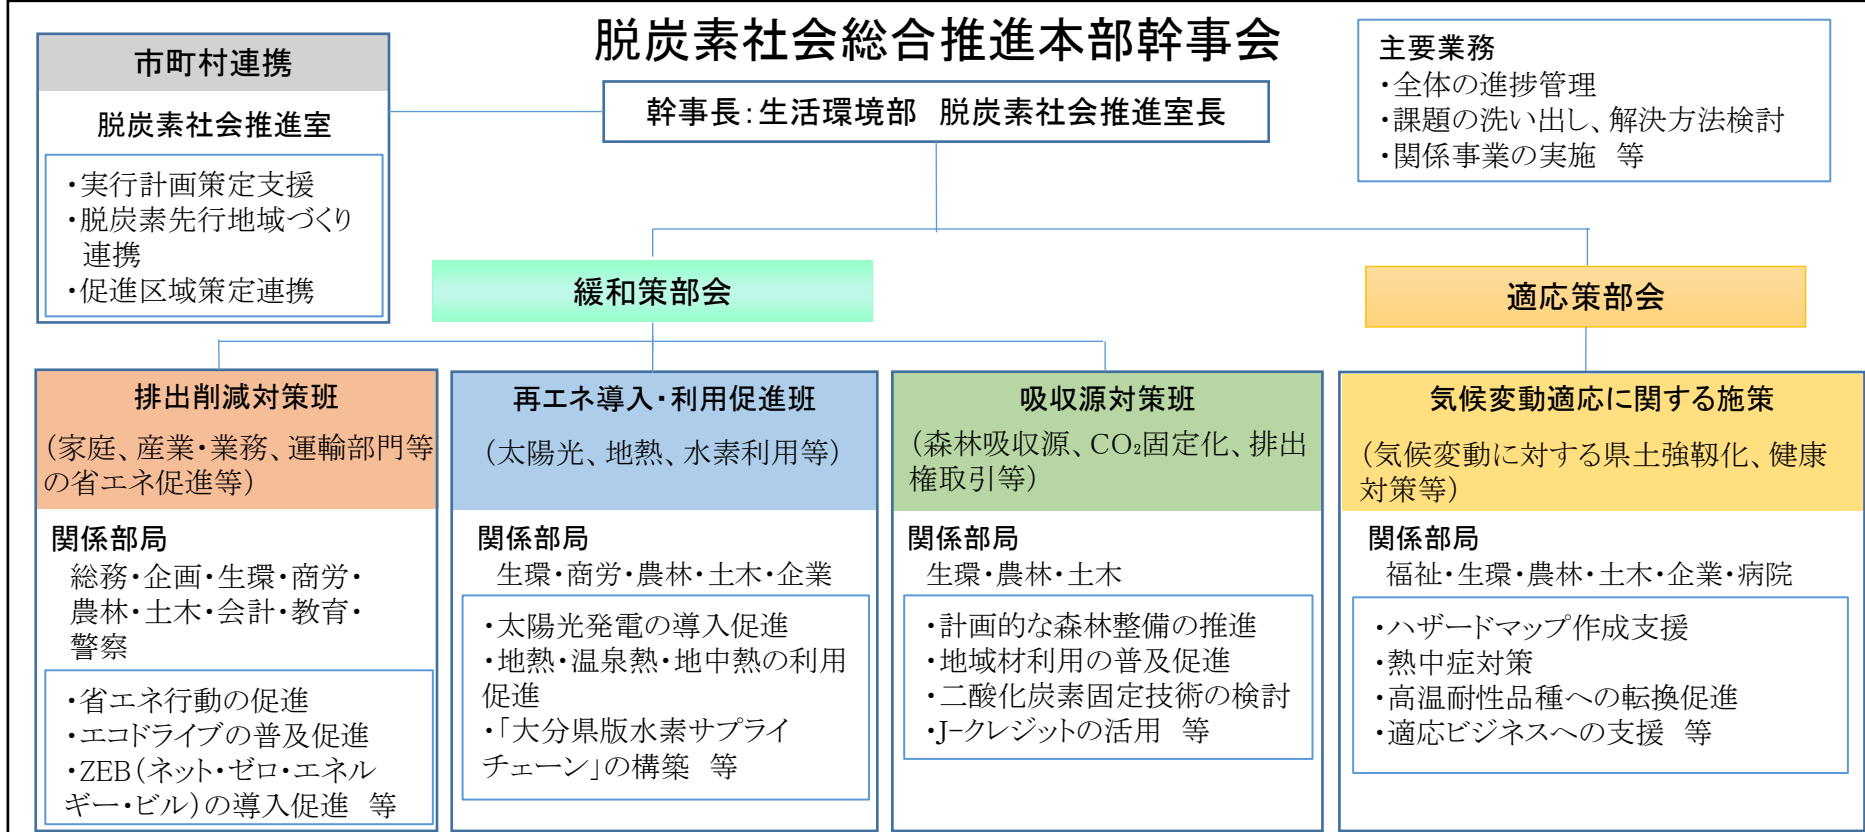 脱炭素社会総合推進本部幹事会
幹事長：生活環境部　脱炭素社会推進室長
主要業務
・全体の進捗管理
・課題の洗い出し、解決方法検討
・関係事業の実施　等
市町村連携
脱炭素社会推進室
・実行計画策定支援
・脱炭素先行地域づくり
連携
・促進区域策定連携
緩和策部会
適応策部会
排出削減対策班
（家庭、産業・業務、運輸部門等
の省エネ促進等）
関係部局
総務・企画・生環・商労・
農林・土木・会計・教育・
警察
・省エネ行動の促進
・エコドライブの普及促進
・ZEB（ネット・ゼロ・エネル
ギー・ビル）の導入促進　等
再エネ導入・利用促進班
（太陽光、地熱、水素利用等）
関係部局
生環・商労・農林・土木・企業
・太陽光発電の導入促進
・地熱・温泉熱・地中熱の利用
促進
・「大分県版水素サプライ
チェーン」の構築　等
吸収源対策班
（森林吸収源、CO₂固定化、排出
権取引等）
関係部局
生環・農林・土木
・計画的な森林整備の推進
・地域材利用の普及促進
・二酸化炭素固定技術の検討
・J-クレジットの活用　等
気候変動適応に関する施策
（気候変動に対する県土強靱化、健康
対策等）
関係部局
福祉・生環・農林・土木・企業・病院
・ハザードマップ作成支援
・熱中症対策
・高温耐性品種への転換促進
・適応ビジネスへの支援　等